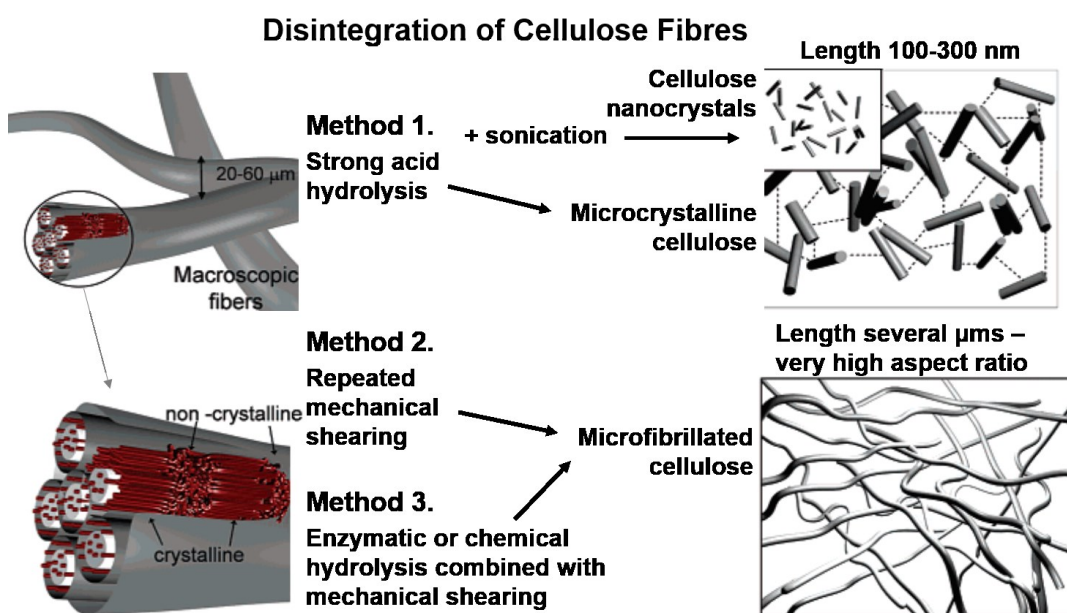 Disintegration of Cellulose Fibres
20-60 µm
Macroscopic
fibers
non -crystalline
crystalline
Method 1.
Strong acid
hydrolysis
+ sonication
Cellulose
nanocrystals
Microcrystalline
cellulose
Length 100-300 nm
Method 2.
Repeated
mechanical
shearing
Method 3.
Enzymatic or chemical
hydrolysis combined with
mechanical shearing
Microfibrillated
cellulose
Length several µms –
very high aspect ratio